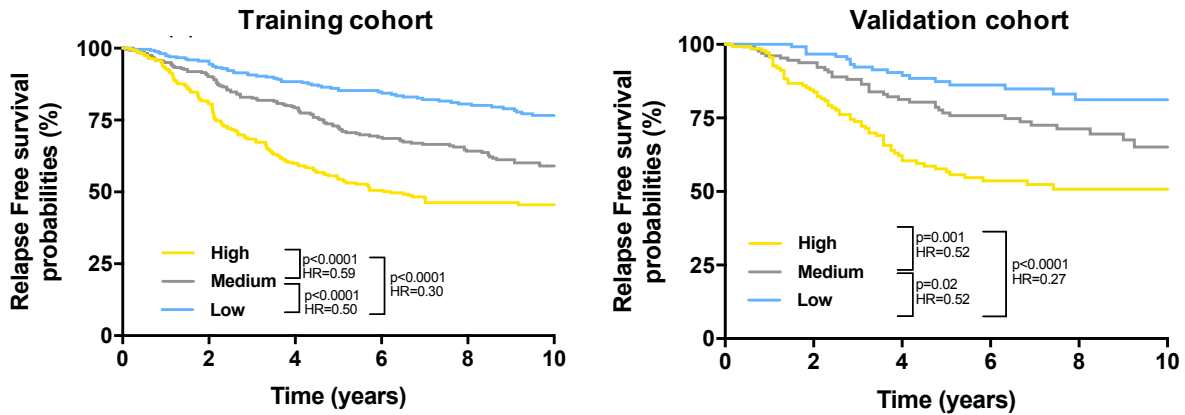 Training cohort
Relapse Free survival
probabilities (%)
100
75
50
25
0
0 2 4 6 8 10
Time (years)
High
Medium
Low
p<0.0001
HR=0.59
p<0.0001
HR=0.50
p<0.0001
HR=0.30
Validation cohort
Relapse Free survival
probabilities (%)
100
75
50
25
0
0 2 4 6 8 10
Time (years)
High
Medium
Low
p=0.001
HR=0.52
p=0.02
HR=0.52
p<0.0001
HR=0.27